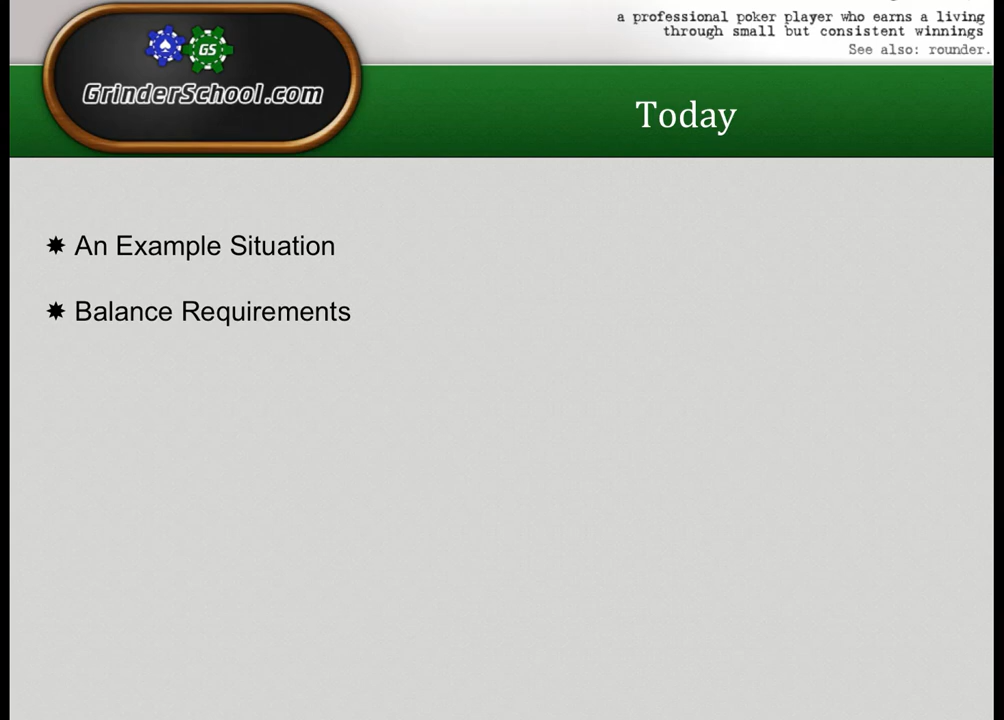 a professional poker player who earns a living
through small but consistent winnings
See also: rounder.
GS
GrinderSchool.com
Today
An Example Situation
Balance Requirements